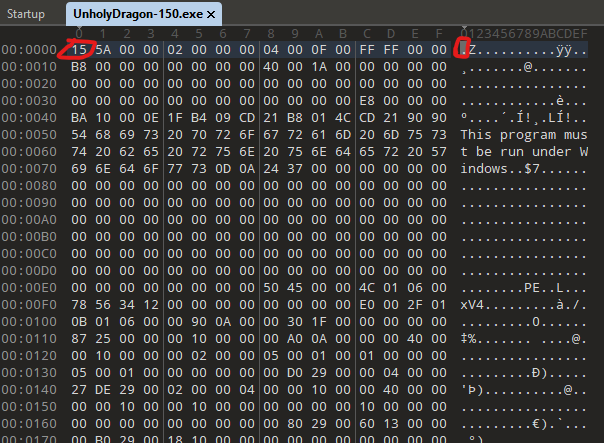 Startup UnholyDragon-150.exe ×
0 1 2 3 4 5 6 7 8 9 A B C D E F 0123456789ABCDEF
00:0000 15 5A 00 00 02 00 00 00 04 00 0F 00 FF FF 00 00 .Z..........ÿÿ..
00:0010 B8 00 00 00 00 00 00 00 40 00 1A 00 00 00 00 00 ¸.......@.......
00:0020 00 00 00 00 00 00 00 00 00 00 00 00 00 00 00 00 ................
00:0030 00 00 00 00 00 00 00 00 00 00 00 00 E8 00 00 00 ............è...
00:0040 BA 10 00 0E 1F B4 09 CD 21 B8 01 4C CD 21 90 90 º....´.Í!¸.LÍ!..
00:0050 54 68 69 73 20 70 72 6F 67 72 61 6D 20 6D 75 73 This program mus
00:0060 74 20 62 65 20 72 75 6E 20 75 6E 64 65 72 20 57 t be run under W
00:0070 69 6E 64 6F 77 73 0D 0A 24 37 00 00 00 00 00 00 indows..$7......
00:0080 00 00 00 00 00 00 00 00 00 00 00 00 00 00 00 00 ................
00:0090 00 00 00 00 00 00 00 00 00 00 00 00 00 00 00 00 ................
00:00A0 00 00 00 00 00 00 00 00 00 00 00 00 00 00 00 00 ................
00:00B0 00 00 00 00 00 00 00 00 00 00 00 00 00 00 00 00 ................
00:00C0 00 00 00 00 00 00 00 00 00 00 00 00 00 00 00 00 ................
00:00D0 00 00 00 00 00 00 00 00 00 00 00 00 00 00 00 00 ................
00:00E0 00 00 00 00 00 00 00 00 50 45 00 00 4C 01 06 00 ........PE..L...
00:00F0 78 56 34 12 00 00 00 00 00 00 00 00 E0 00 2F 01 xV4.........à./.
00:0100 0B 01 06 00 00 90 0A 00 00 30 1F 00 00 00 00 00 .........0......
00:0110 87 25 00 00 00 10 00 00 00 A0 0A 00 00 00 40 00 ‡%....... ....@.
00:0120 00 10 00 00 00 02 00 00 05 00 01 00 01 00 00 00 ................
00:0130 05 00 01 00 00 00 00 00 00 D0 29 00 00 04 00 00 .........Ð).....
00:0140 27 DE 29 00 02 00 00 04 00 00 10 00 00 40 00 00 'Þ)..........@..
00:0150 00 00 10 00 00 10 00 00 00 00 00 00 10 00 00 00 ................
00:0160 00 00 00 00 00 00 00 00 00 80 29 00 60 13 00 00 .........€).`...
00:0170 00 B0 29 00 18 10 00 00 00 00 00 00 00 00 00 00